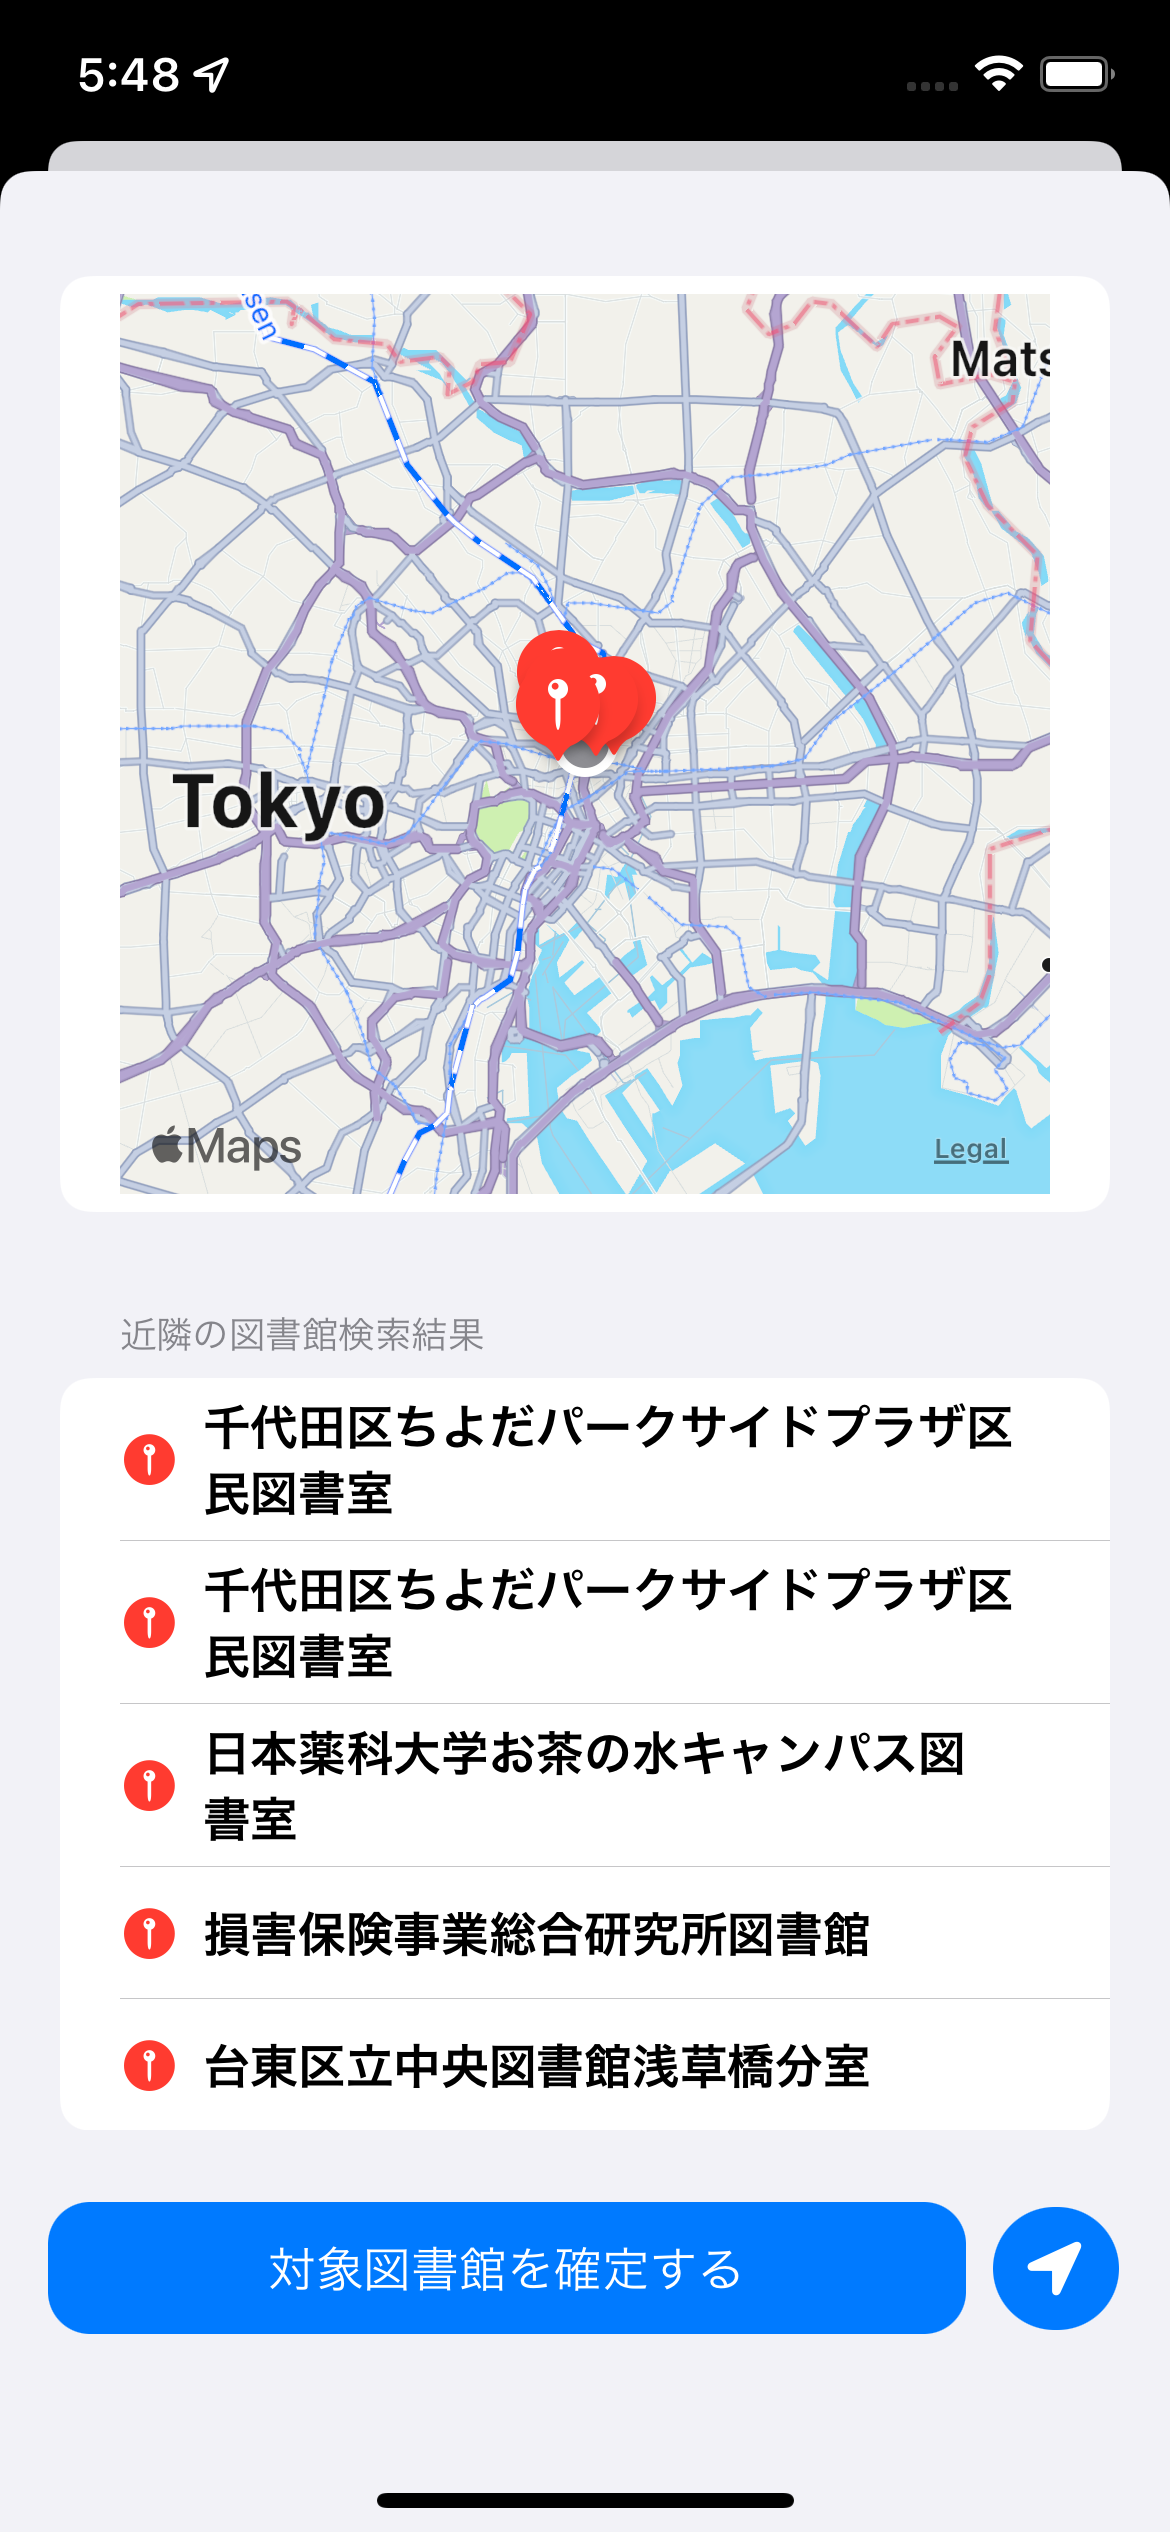 5:48
sen
Mats
Tokyo
Maps
Legal
近隣の図書館検索結果
千代田区ちよだパークサイドプラザ区
民図書室
千代田区ちよだパークサイドプラザ区
民図書室
日本薬科大学お茶の水キャンパス図
書室
損害保険事業総合研究所図書館
台東区立中央図書館浅草橋分室
対象図書館を確定する